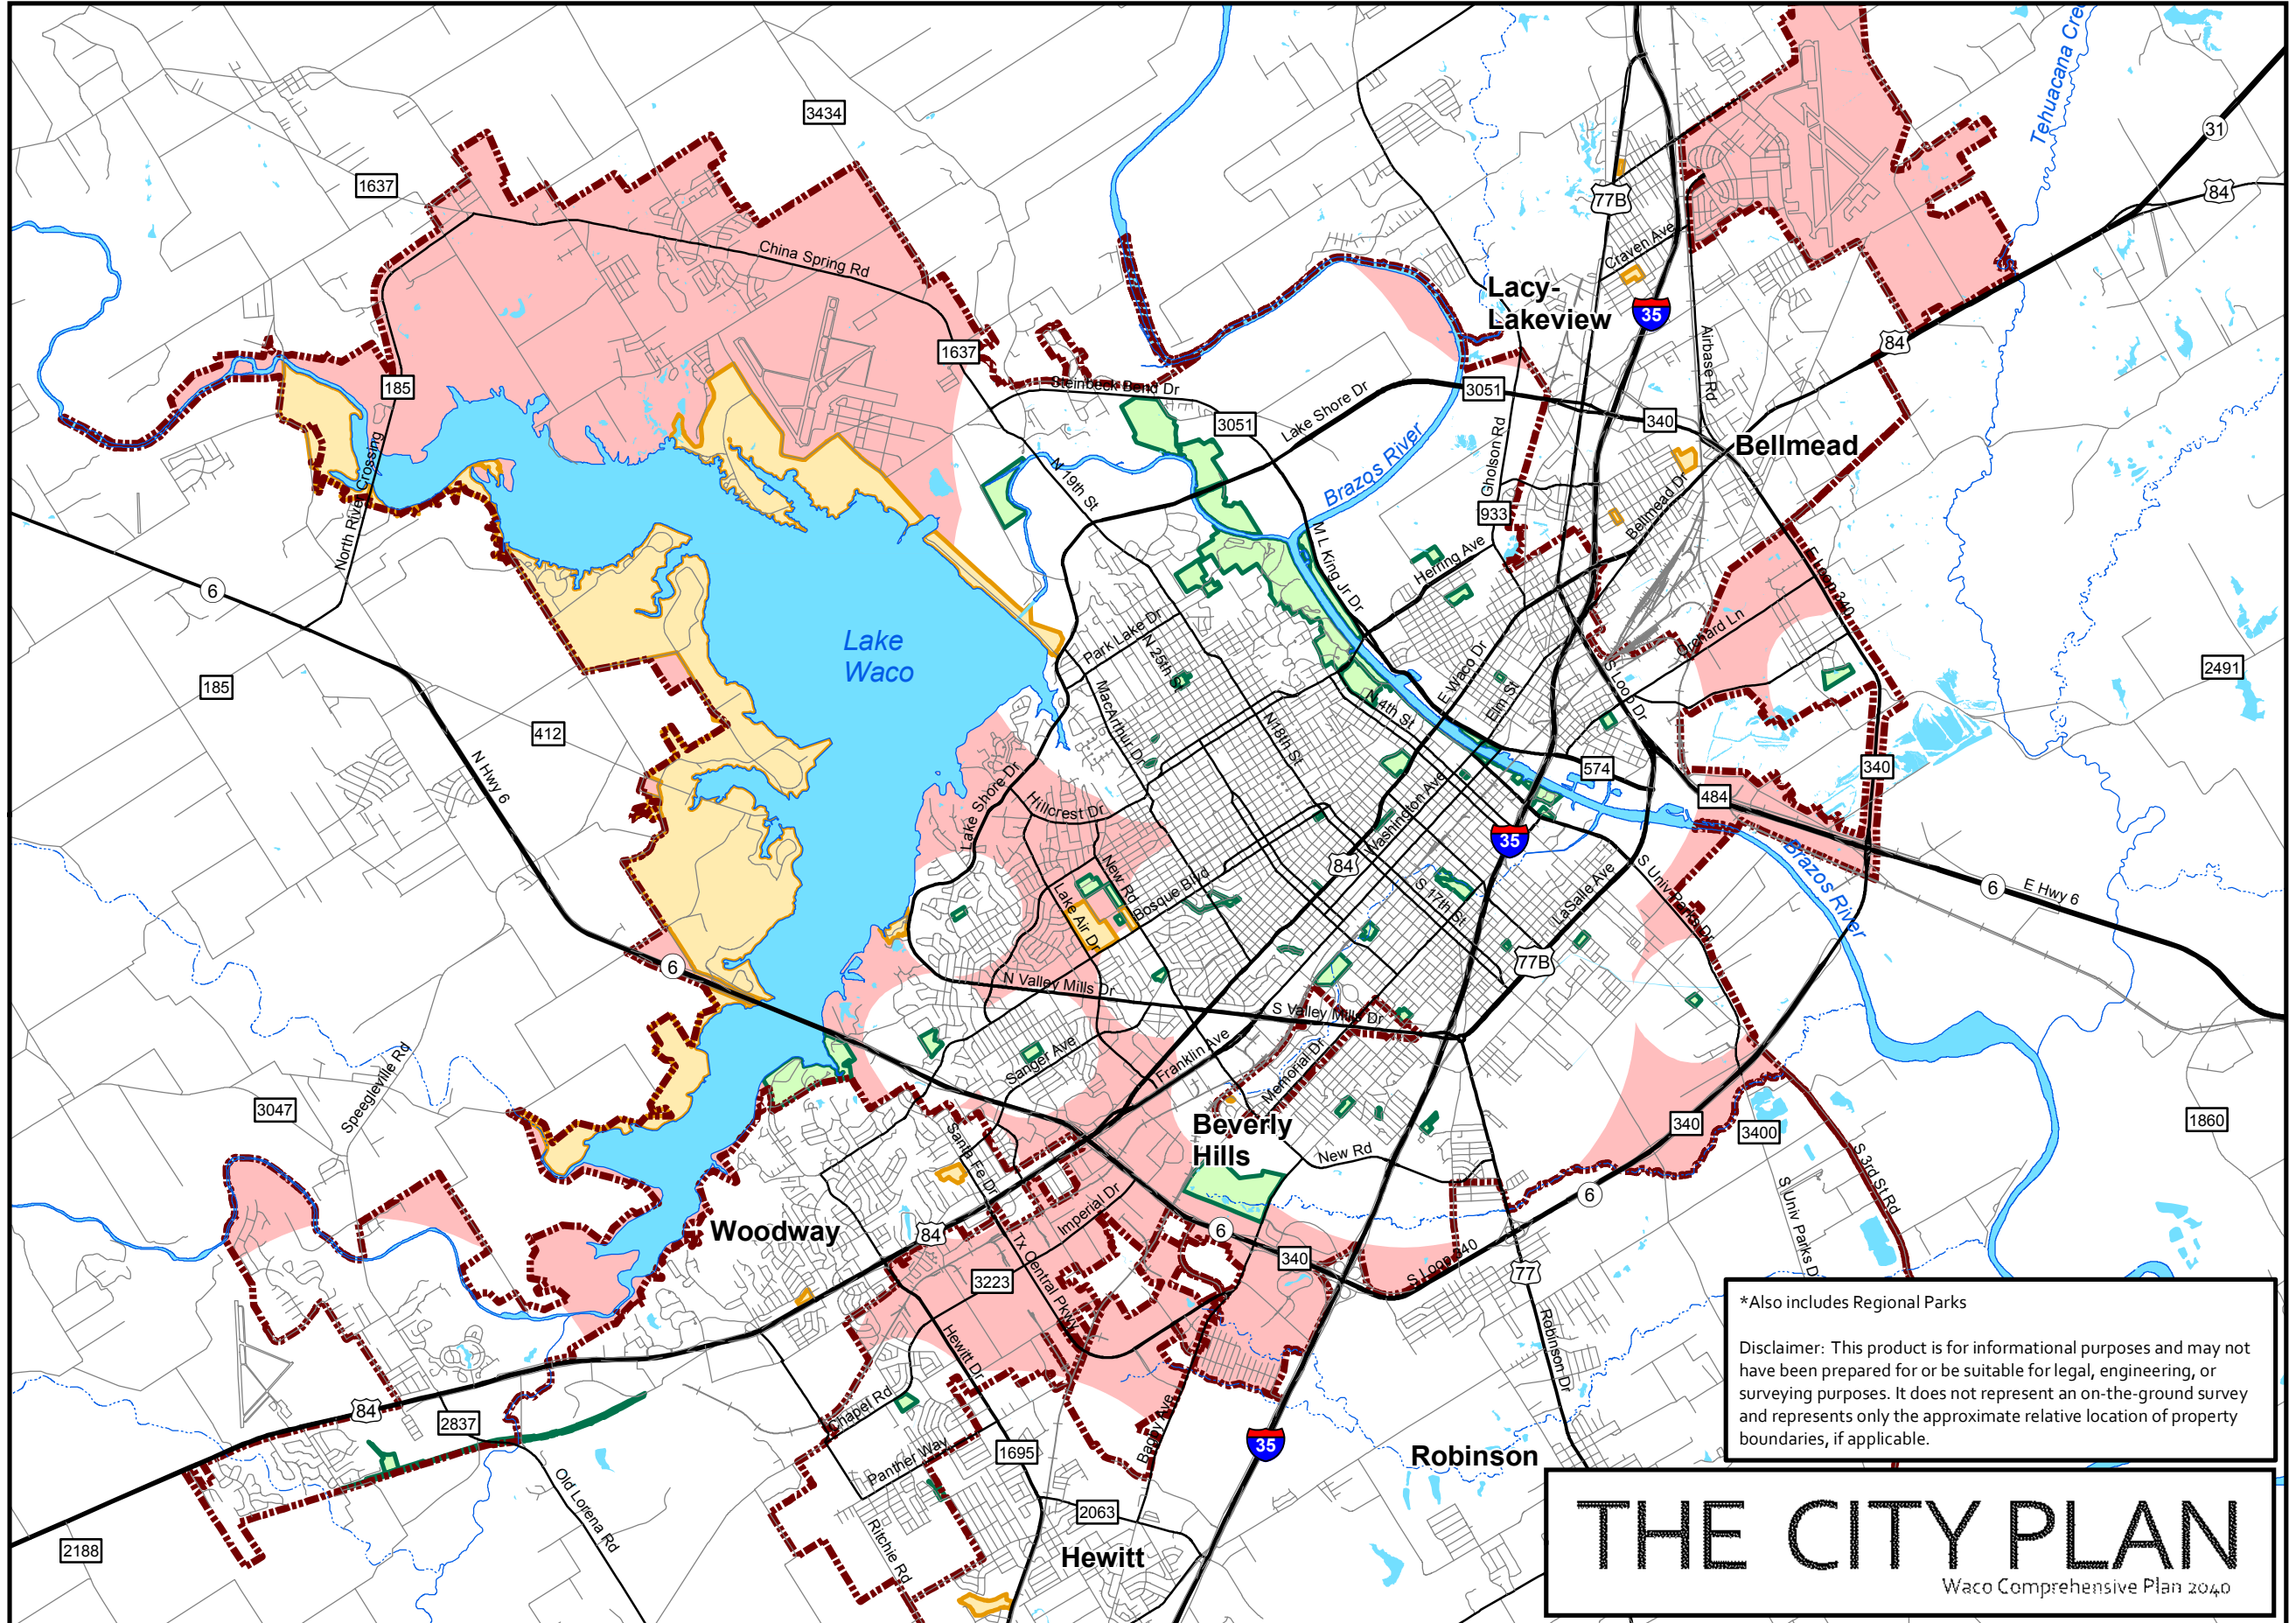 Tehuacana Cree
3434
31
1637
84
77B
Craven Ave
China Spring Rd
Lacy-
Lakeview
35
Airbase Rd
84
1637
185
Steinbeck Bend Dr
3051
Lake Shore Dr
3051
340
Bellmead
North River Crossing
N 19th St
Brazos River
Gholson Rd
933
Bellmead Dr
M L King Jr Dr
Herring Ave
6
E Loop 340
Orchard Ln
Lake
Waco
Park Lake Dr
N 25th St
S Loop Dr
2491
185
412
MacArthur Dr
N 4th St
E Waco Dr
Elm St
N18th St
N Hwy 6
574
340
484
Lake Shore Dr
Hillcrest Dr
Washington Ave
35
84
New Rd
Bosque Blvd
Lake Air Dr
S 17th St
LaSalle Ave
S Univ Parks Dr
Brazos River
6
E Hwy 6
6
77B
N Valley Mills Dr
S Valley Mills Dr
Sanger Ave
Franklin Ave
Memorial Dr
Speegleville Rd
3047
Beverly
Hills
340
3400
1860
Santa Fe Dr
New Rd
S 3rd St Rd
6
Woodway
84
Imperial Dr
6
340
S Loop 340
77
S Univ Parks D
3223
Tx Central Pkwy
Hewitt Dr
Robinson Dr
*Also includes Regional Parks
Disclaimer: This product is for informational purposes and may not
have been prepared for or be suitable for legal, engineering, or
surveying purposes. It does not represent an on-the-ground survey
and represents only the approximate relative location of property
boundaries, if applicable.
84
2837
Chapel Rd
Panther Way
1695
Bagby Ave
35
Robinson
Old Lorena Rd
Ritchie Rd
2063
2188
Hewitt
THE CITY PLAN
Waco Comprehensive Plan 2040